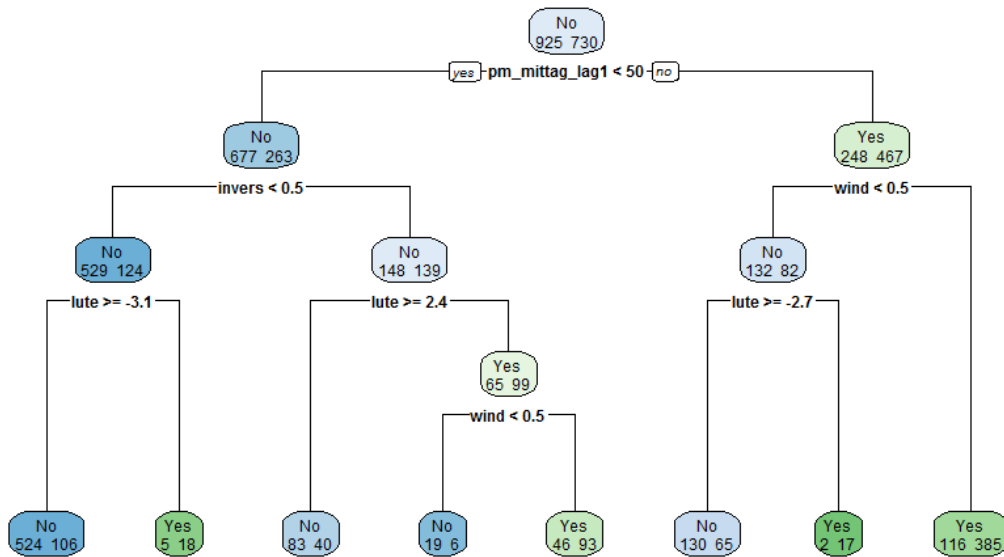 No
925 730
yes pm_mittag_lag1 < 50 no
No
677 263
Yes
248 467
invers < 0.5
wind < 0.5
No
529 124
No
148 139
No
132 82
lute >= -3.1
lute >= 2.4
lute >= -2.7
Yes
65 99
wind < 0.5
No
524 106
Yes
5 18
No
83 40
No
19 6
Yes
46 93
No
130 65
Yes
2 17
Yes
116 385